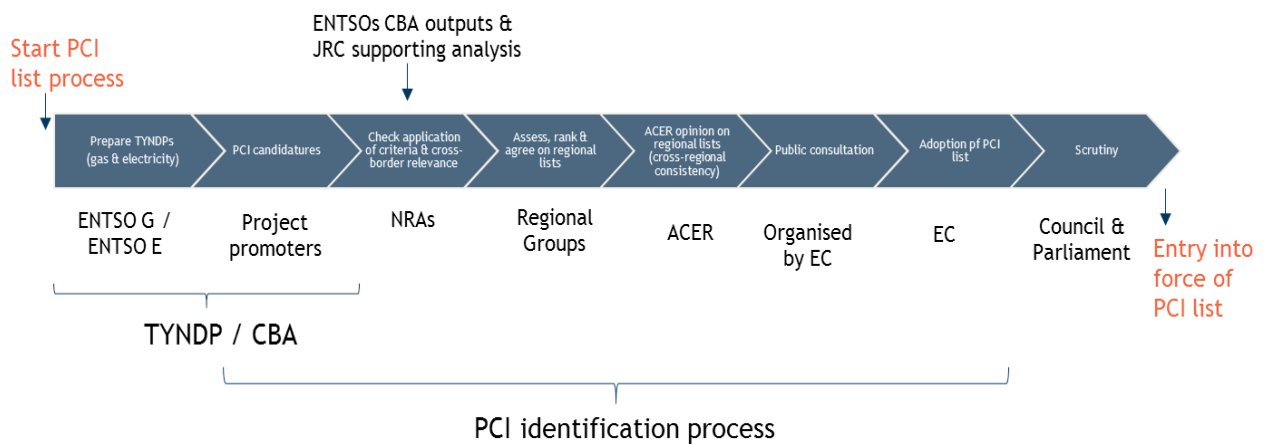 ENTSOs CBA outputs &
JRC supporting analysis
Start PCI
list process
Prepare TYNDPs
(gas & electricity)
PCI candidatures
Check application
of criteria & cross-
border relevance
Assess, rank &
agree on regional
lists
ACER opinion on
regional lists
(cross-regional
consistency)
Public consultation
Adoption pf PCI
list
Scrutiny
ENTSO G /
ENTSO E
Project
promoters
NRAs
Regional
Groups
ACER
Organised
by EC
EC
Council &
Parliament
Entry into
force of
PCI list
TYNDP / CBA
PCI identification process